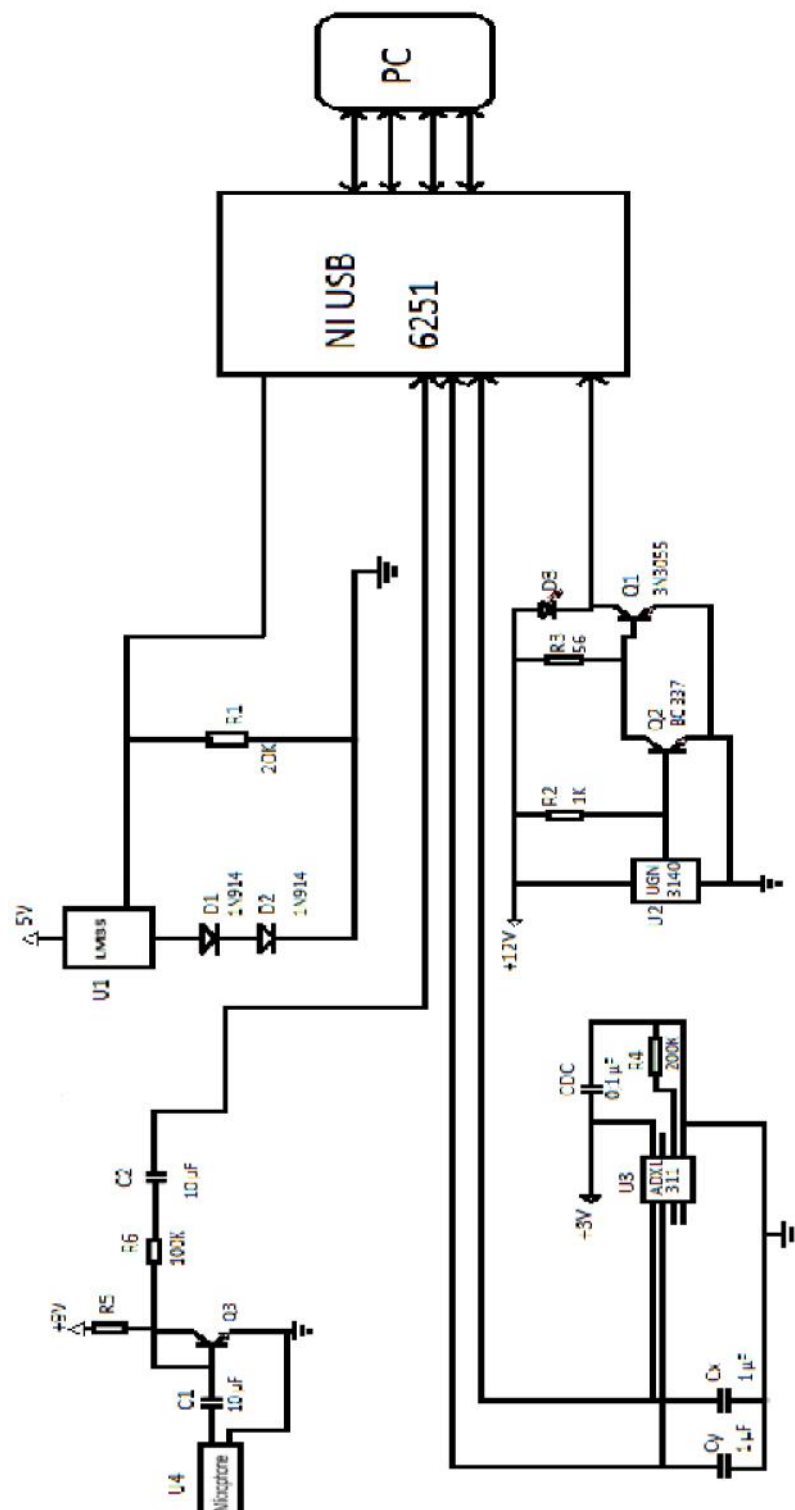 PC
NI USB
6251
5V
LM35
U1
D1
1N914
D2
1N914
R1
20K
+9V
R5
R6
100K
C2
10µF
C1
10µF
Q3
U4
Microphone
+12V
R2
1K
R3
56
D3
Q1
3N3055
Q2
BC 337
U2
UGN
3140
+3V
CDC
0.1µF
R4
200K
U3
ADXL
311
Cx
1µF
Cy
1µF